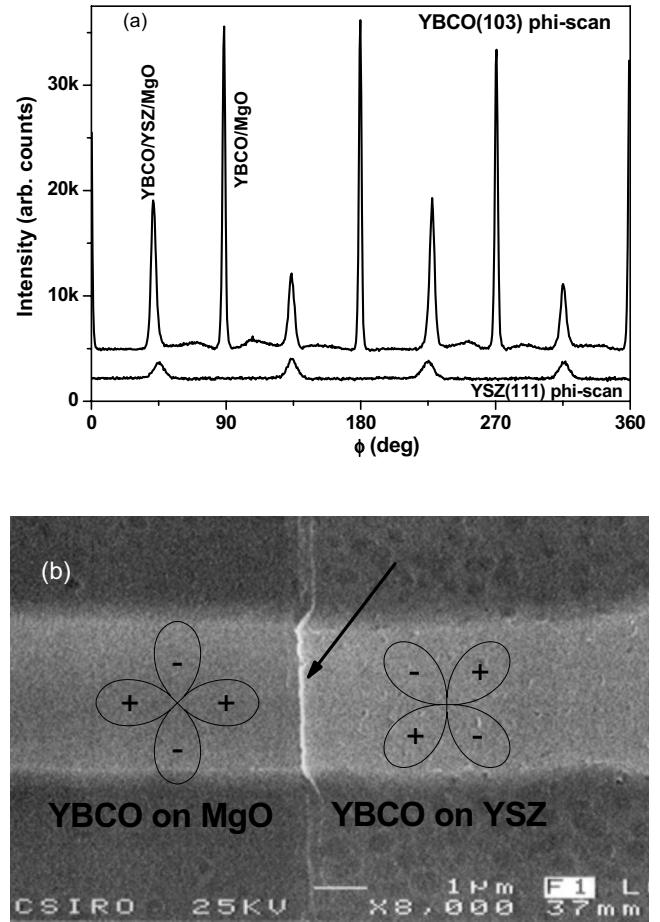 (a)
YBCO(103) phi-scan
YBCO/YSZ/MgO
YBCO/MgO
Intensity (arb. counts)
30k
20k
10k
0
YSZ(111) phi-scan
0 90 180 270 360
ϕ (deg)
(b)
- - +
+ +
- + -
YBCO on MgO YBCO on YSZ
1µm F1 L
CSIRO 25KV X8,000 37mm